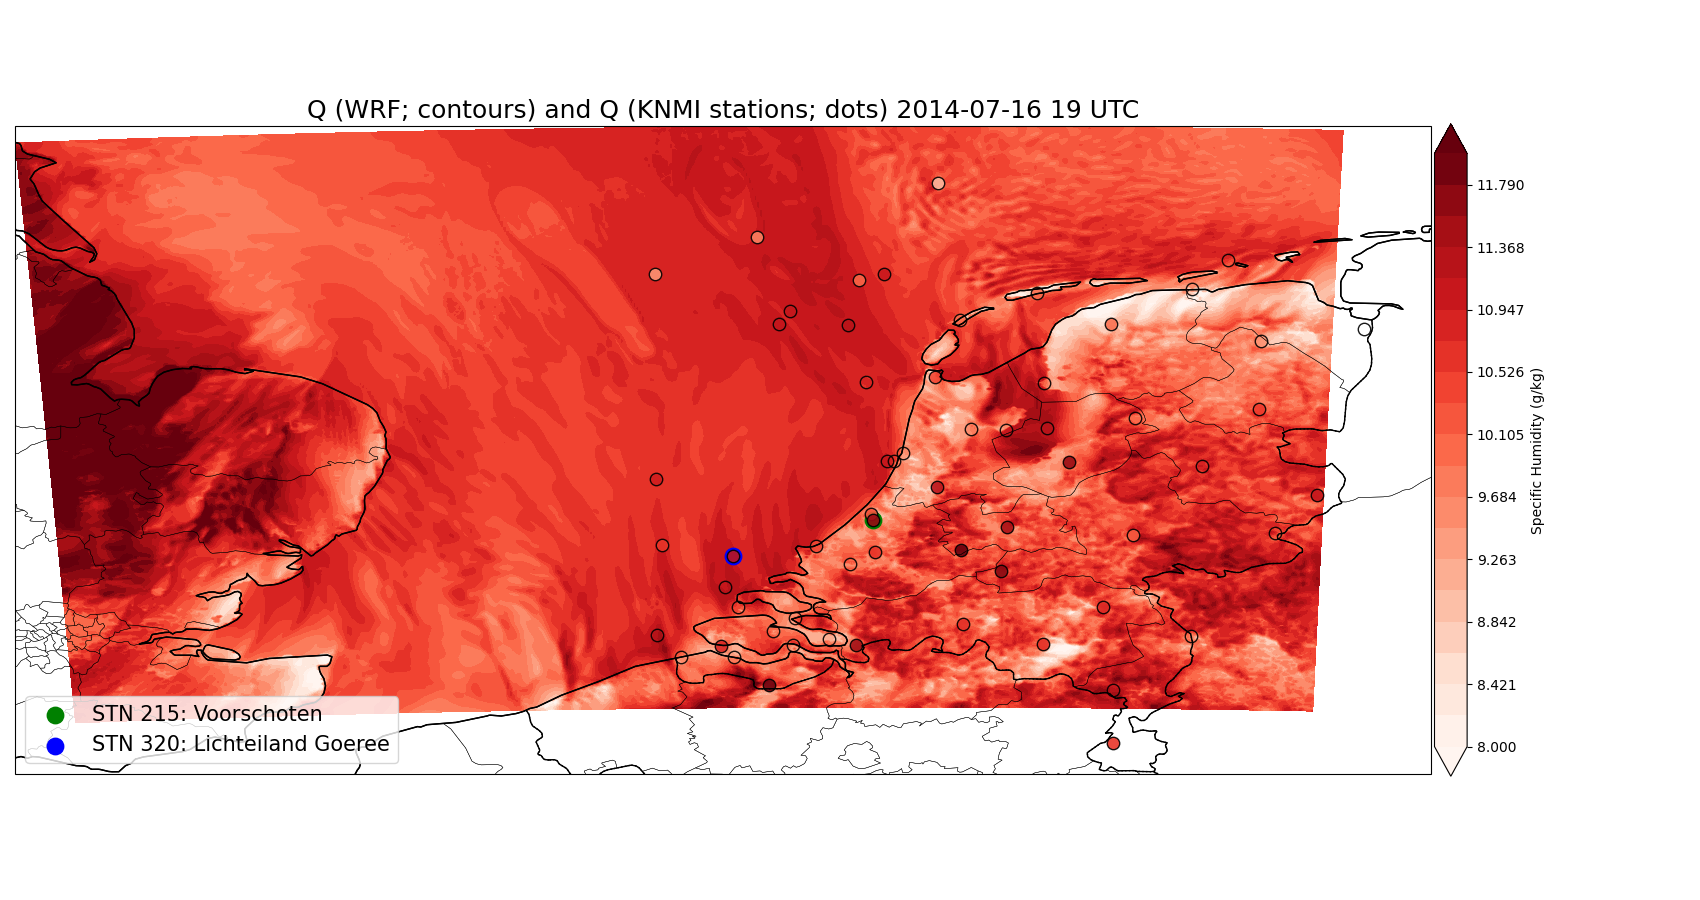 Q (WRF; contours) and Q (KNMI stations; dots) 2014-07-16 19 UTC
11.790
11.368
10.947
10.526
10.105
9.684
9.263
8.842
8.421
8.000
Specific Humidity (g/kg)
STN 215: Voorschoten
STN 320: Lichteiland Goeree